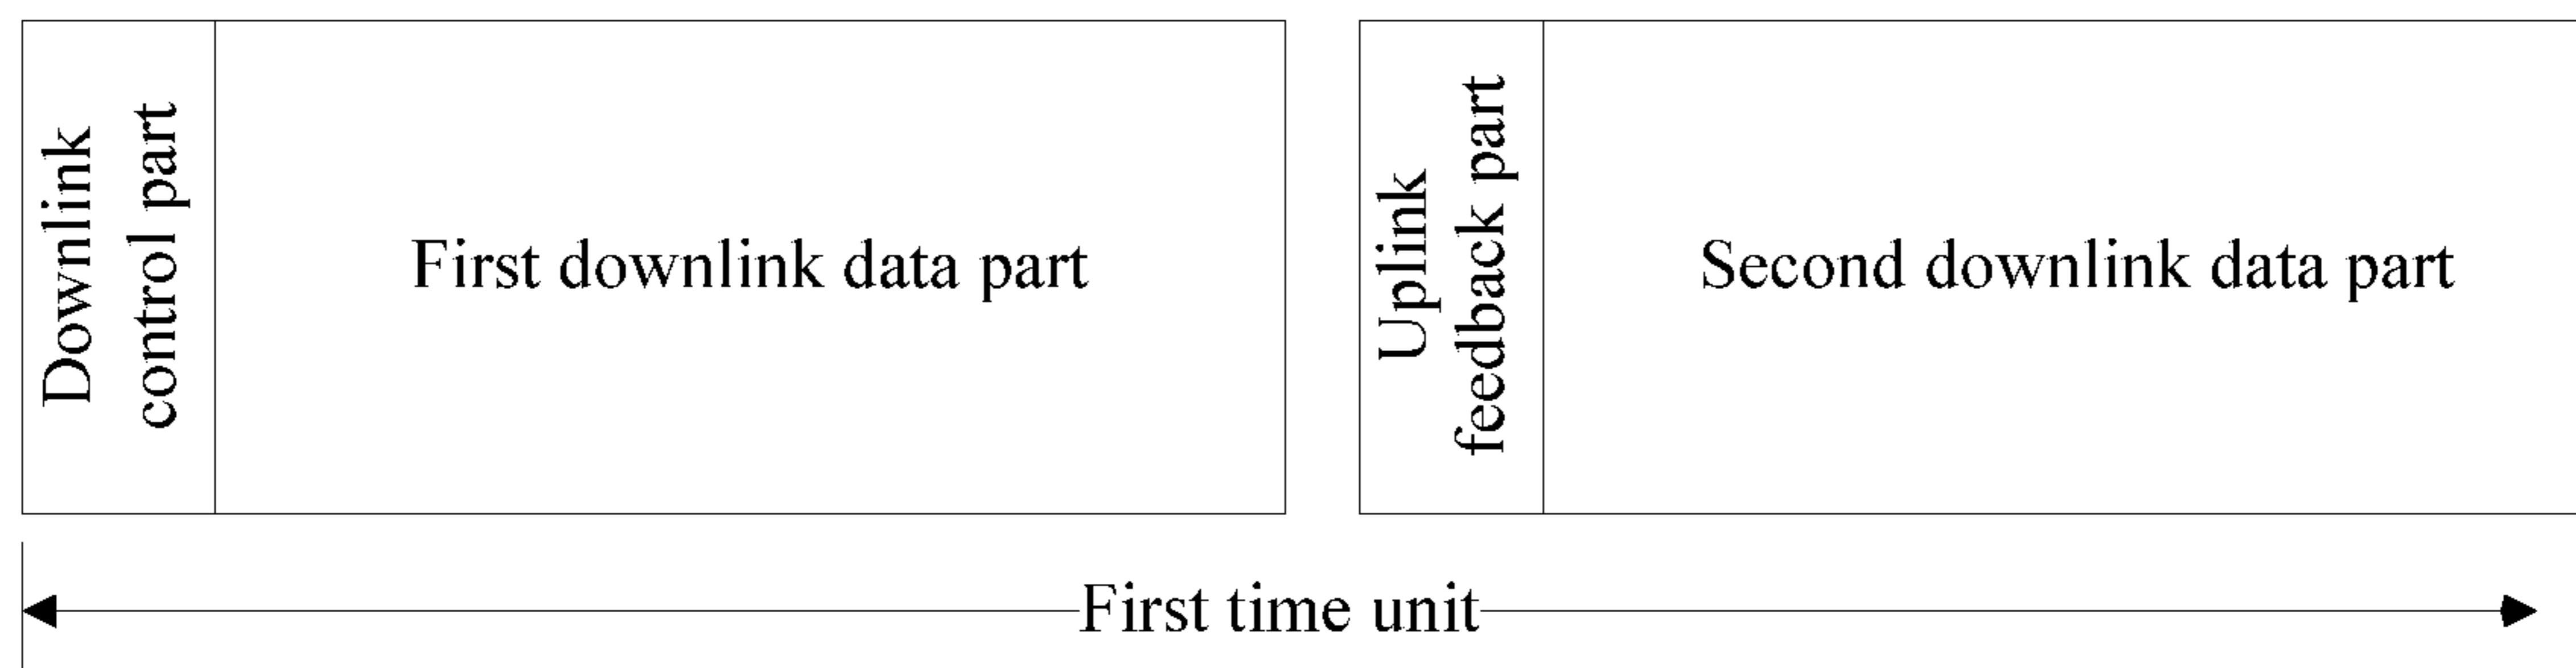 Downlink
control part
First downlink data part
Uplink
feedback part
Second downlink data part
First time unit